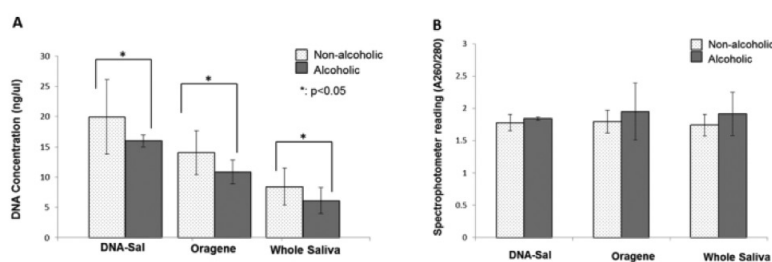 A
DNA Concentration (ng/ul)
30
25
20
15
10
5
0
*
*
*
Non-alcoholic
Alcoholic
*: p<0.05
DNA-Sal
Oragene
Whole Saliva
B
Spectrophotometer reading (A260/280)
3
2.5
2
1.5
1
0.5
0
Non-alcoholic
Alcoholic
DNA-Sal
Oragene
Whole Saliva